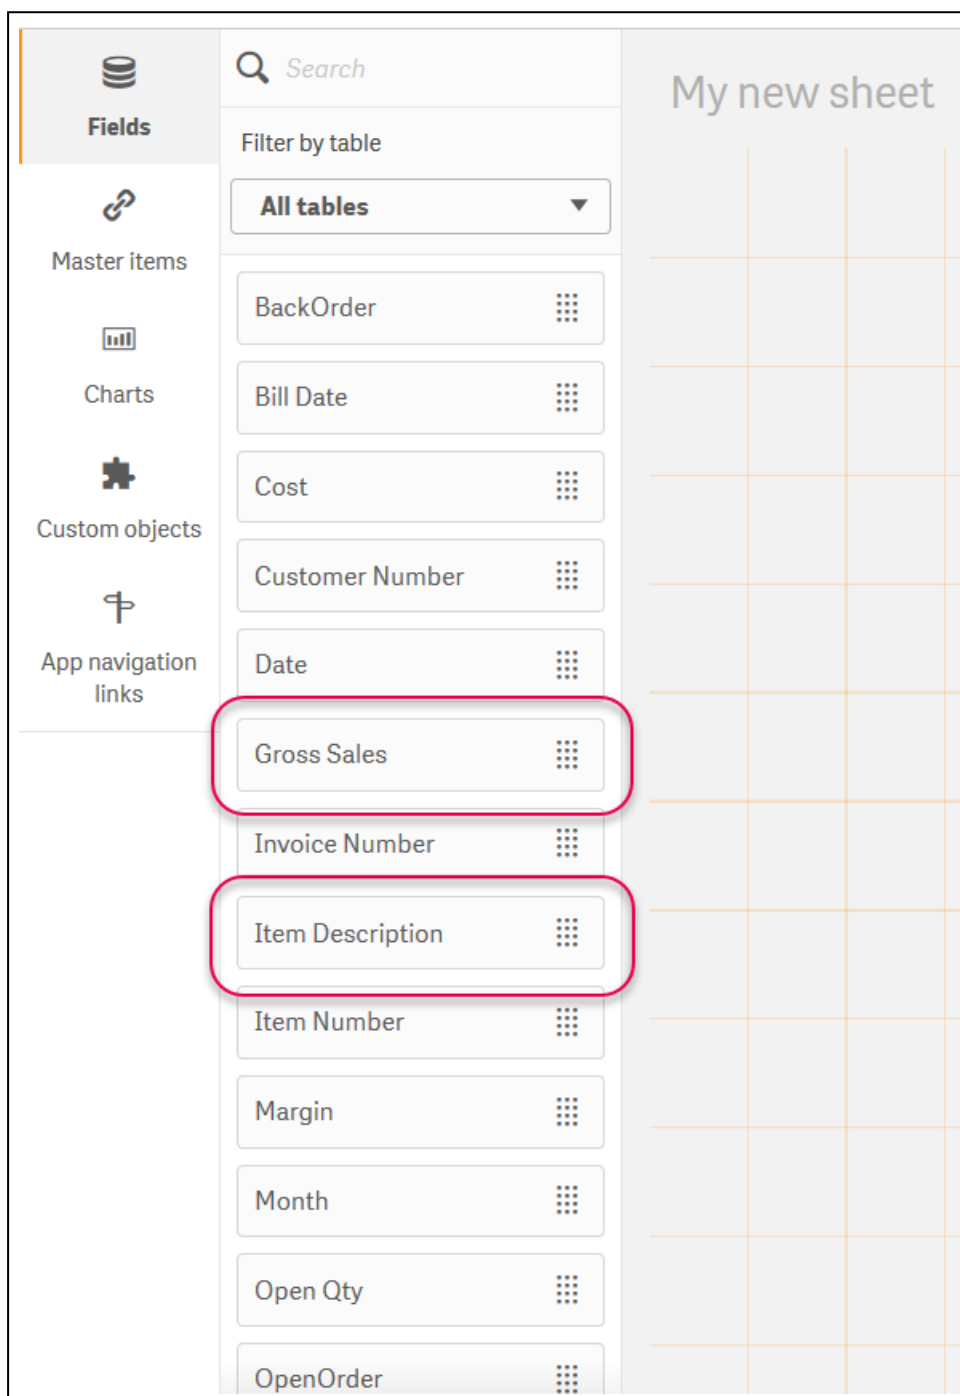 Fields
Master items
Charts
Custom objects
App navigation
links
Search
Filter by table
All tables
BackOrder
Bill Date
Cost
Customer Number
Date
Gross Sales
Invoice Number
Item Description
Item Number
Margin
Month
Open Qty
OpenOrder
My new sheet